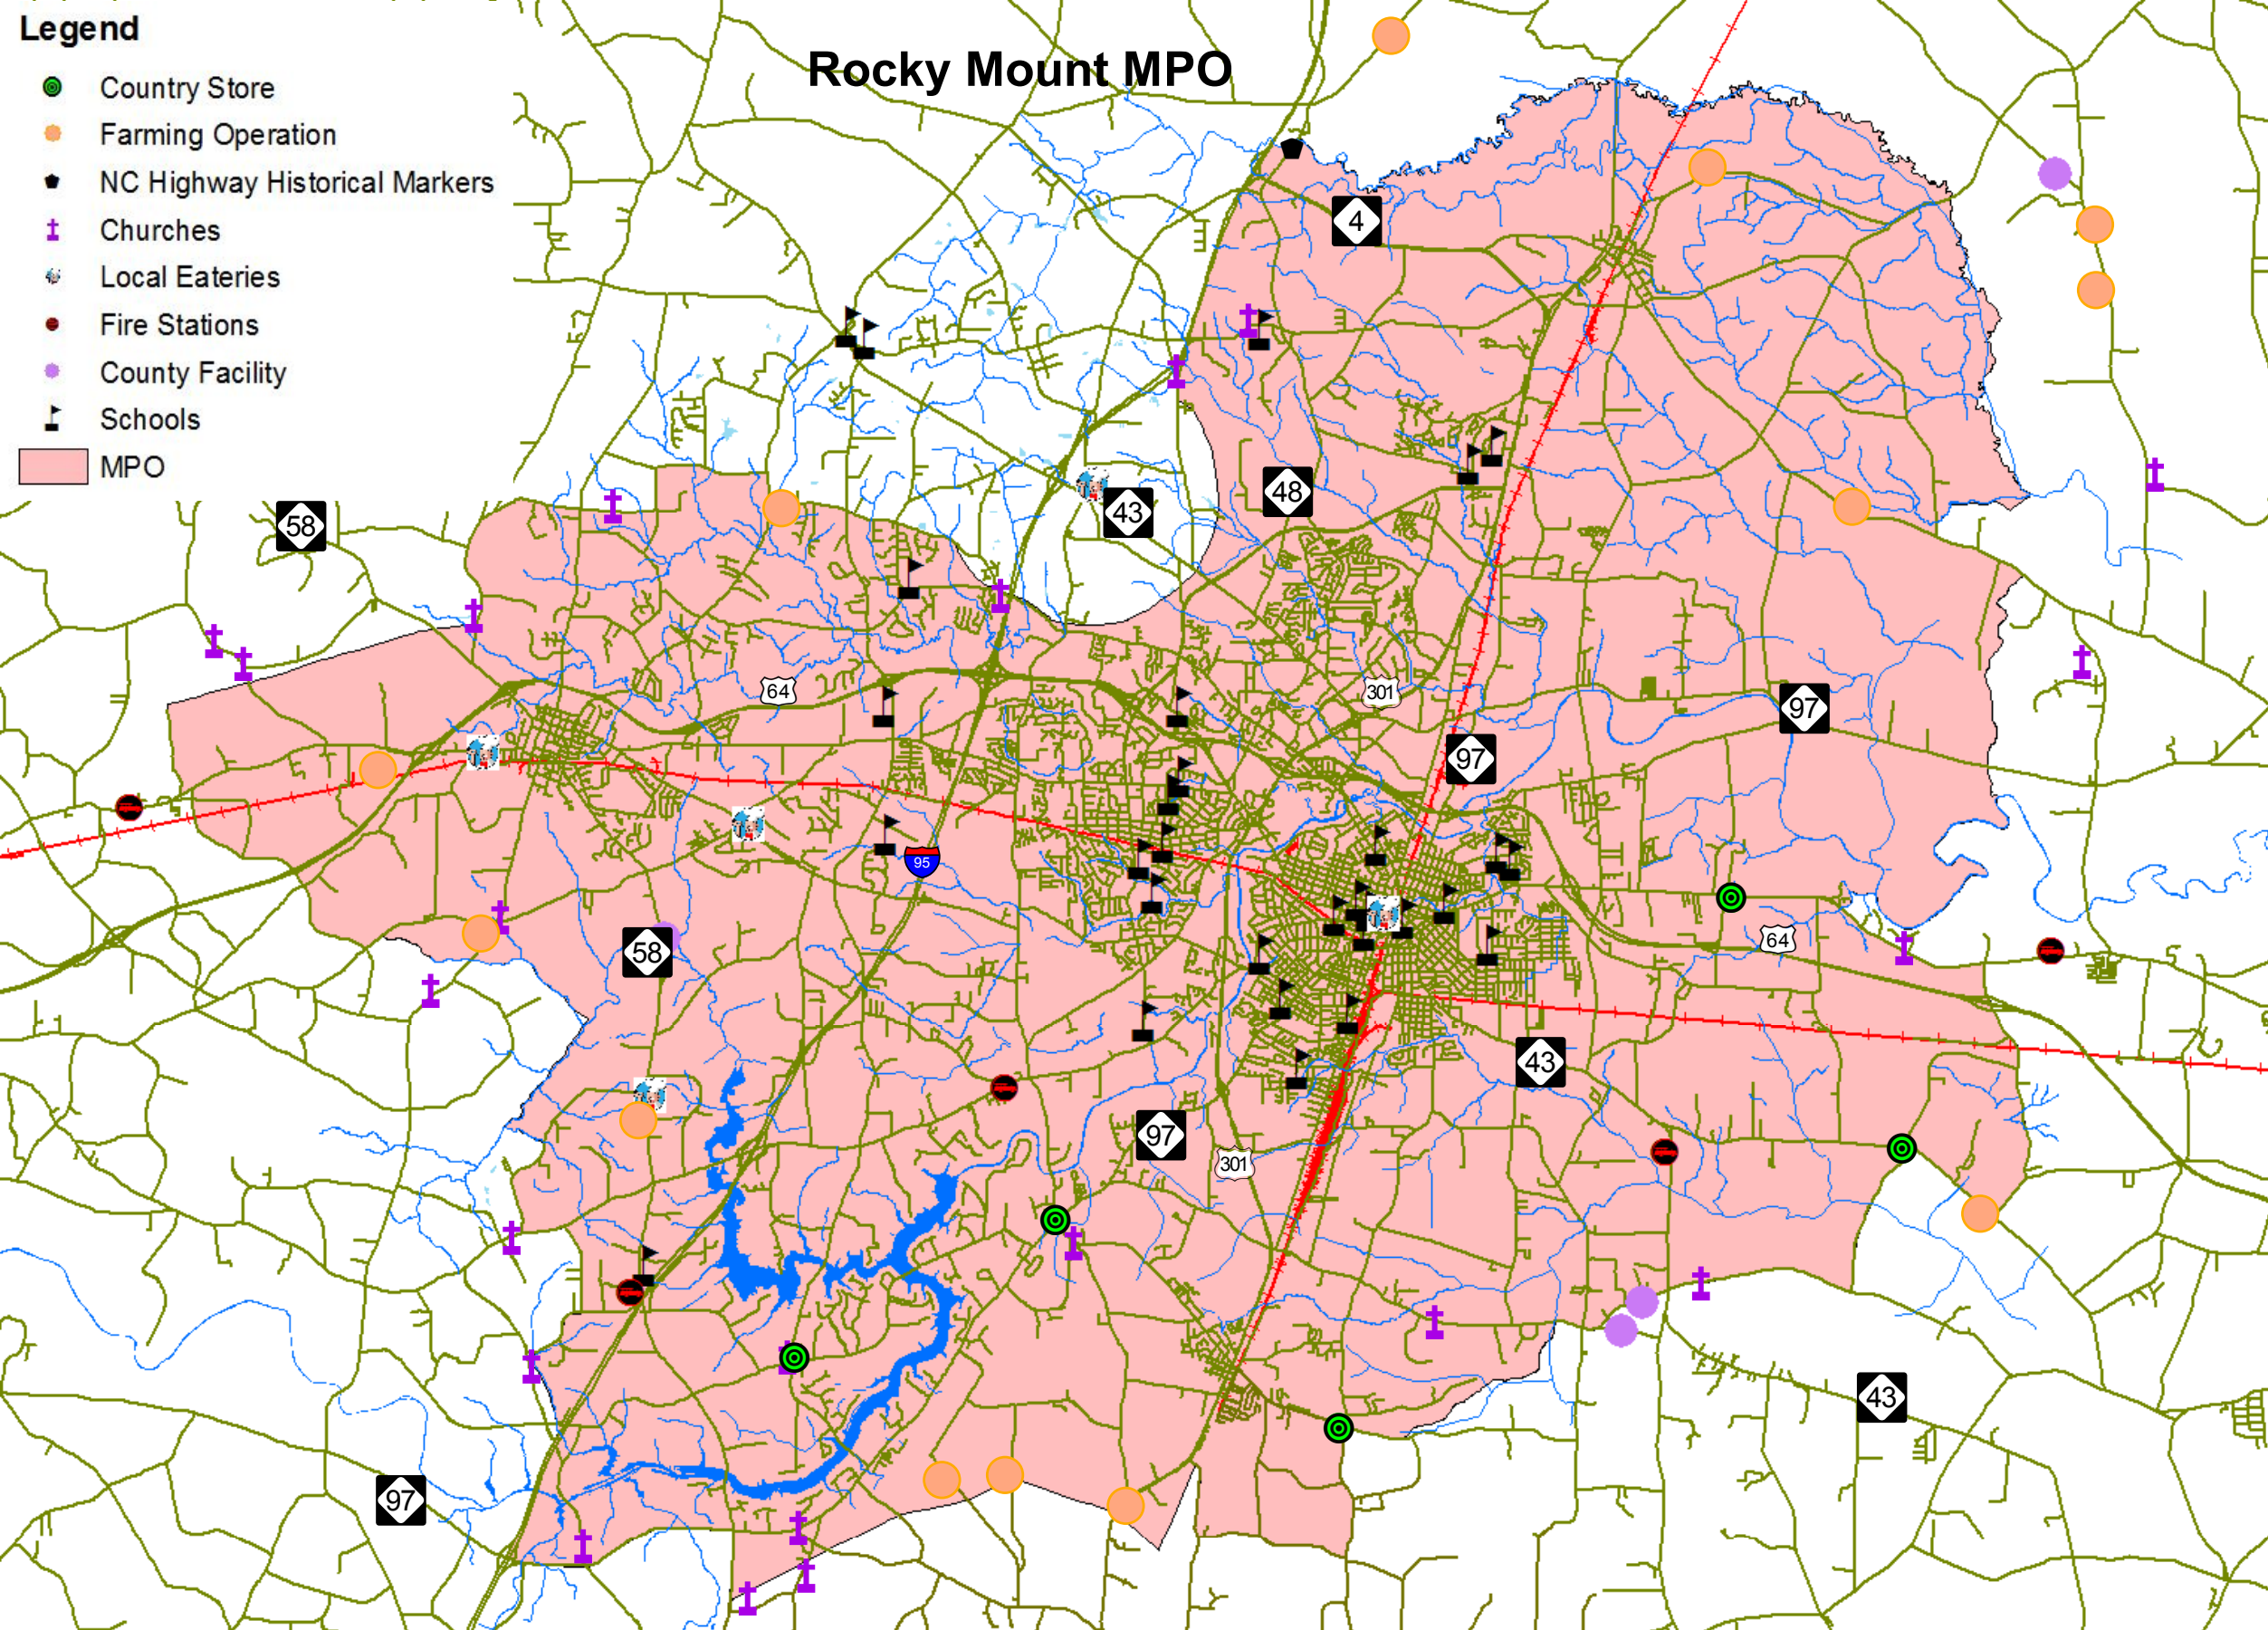 Legend
Rocky Mount MPO
Country Store
Farming Operation
NC Highway Historical Markers
Churches
Local Eateries
Fire Stations
County Facility
Schools
MPO
4
48
43
58
64
301
97
97
95
58
64
43
97
301
43
97